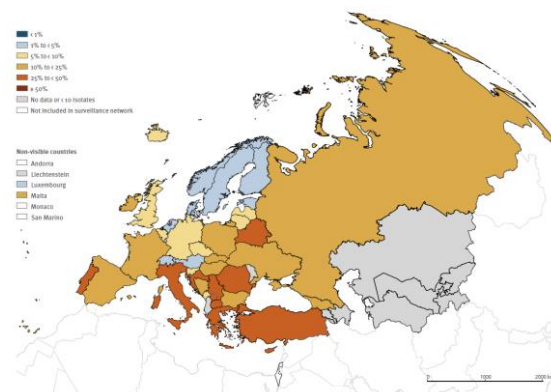 < 1%
1% to < 5%
5% to < 10%
10% to < 25%
25% to < 50%
≥ 50%
No data or < 10 isolates
Not included in surveillance network
Non-visible countries
Andorra
Liechtenstein
Luxembourg
Malta
Monaco
San Marino
0 1000 2000 km